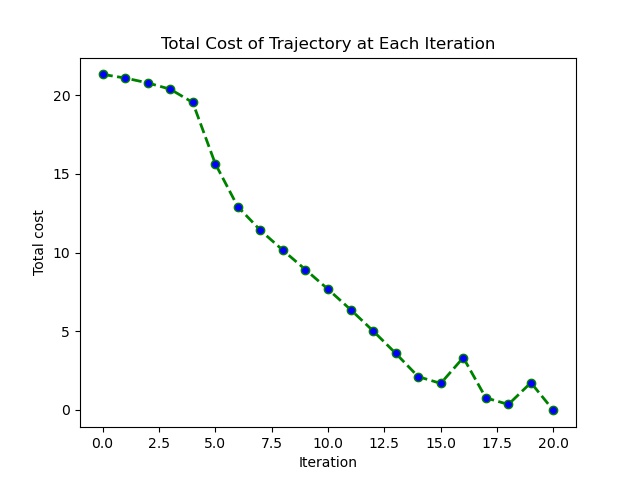 Total Cost of Trajectory at Each Iteration
20
15
10
5
0
Total cost
0.0 2.5 5.0 7.5 10.0 12.5 15.0 17.5 20.0
Iteration